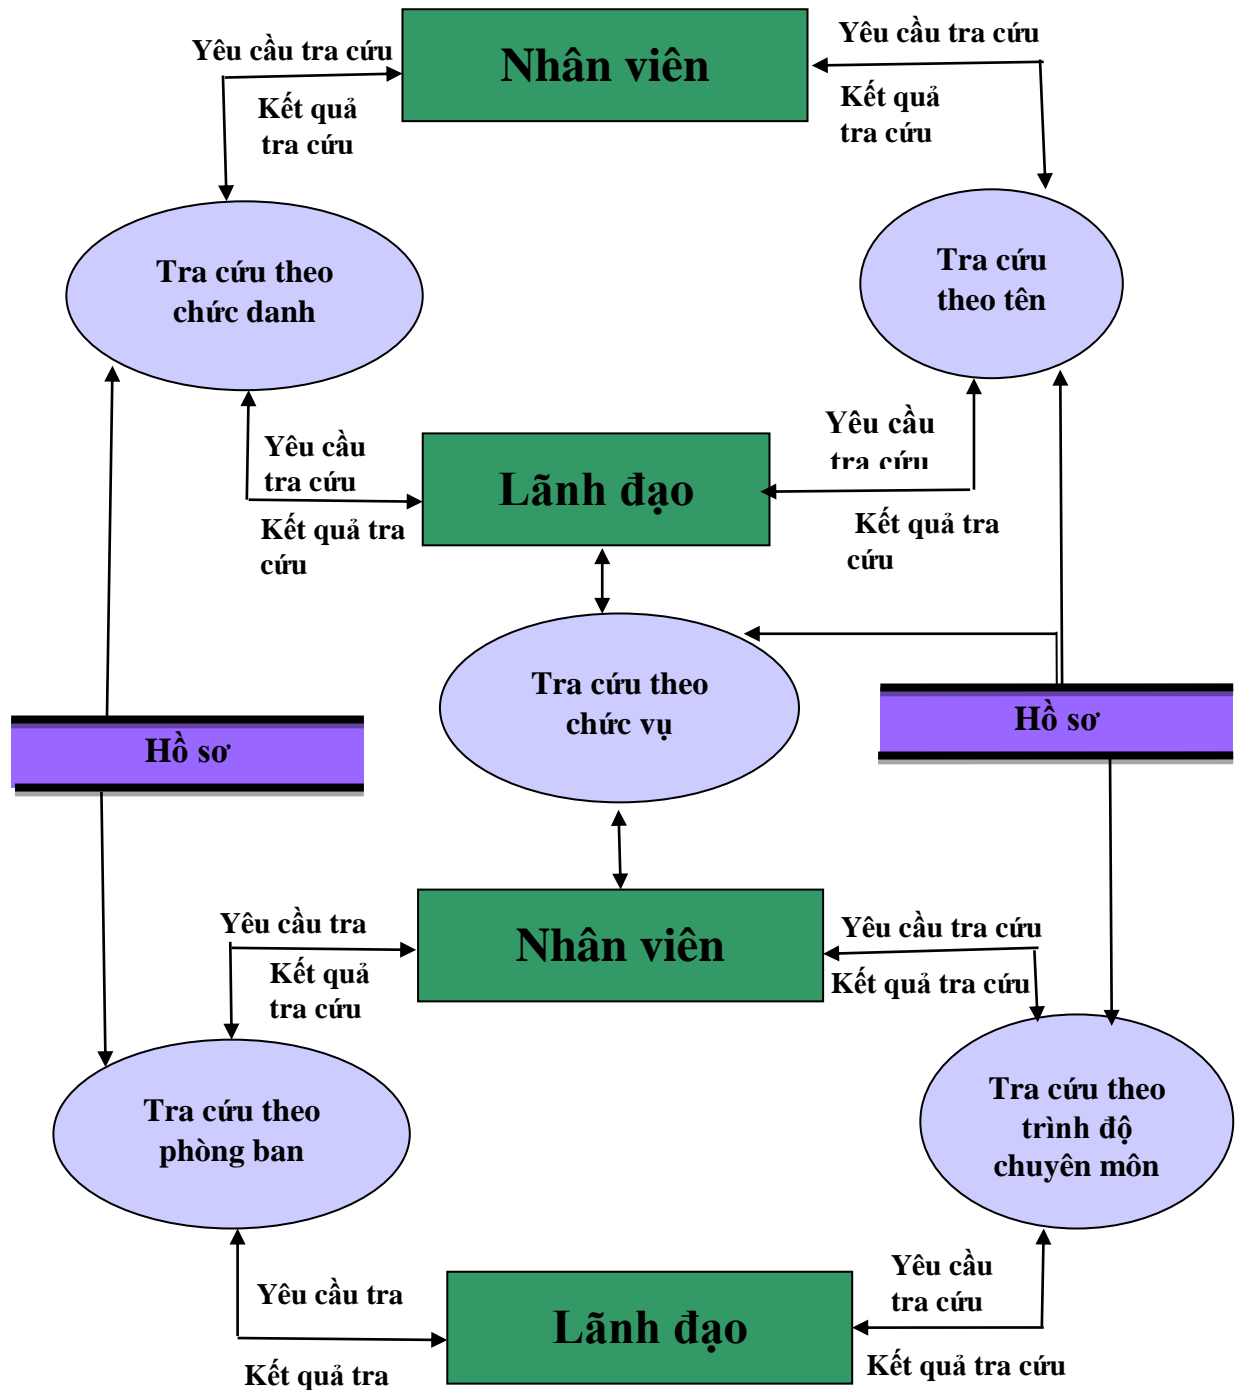 Yêu cầu tra cứu
Nhân viên
Yêu cầu tra cứu
Kết quả
tra cứu
Kết quả
tra cứu
Tra cứu theo
chức danh
Tra cứu
theo tên
Yêu cầu
tra cứu
Lãnh đạo
Yêu cầu
tra cứu
Kết quả tra
cứu
Kết quả tra
cứu
Tra cứu theo
chức vụ
Hồ sơ
Hồ sơ
Yêu cầu tra
Nhân viên
Yêu cầu tra cứu
Kết quả
tra cứu
Kết quả tra cứu
Tra cứu theo
phòng ban
Tra cứu theo
trình độ
chuyên môn
Yêu cầu tra
Lãnh đạo
Yêu cầu
tra cứu
Kết quả tra
Kết quả tra cứu